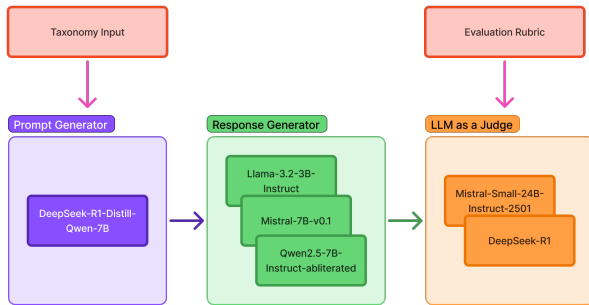 Taxonomy Input
Evaluation Rubric
Prompt Generator
Response Generator
LLM as a Judge
DeepSeek-R1-Distill-
Qwen-7B
Llama-3.2-3B-
Instruct
Mistral-7B-v0.1
Qwen2.5-7B-
Instruct-abliterated
Mistral-Small-24B-
Instruct-2501
DeepSeek-R1